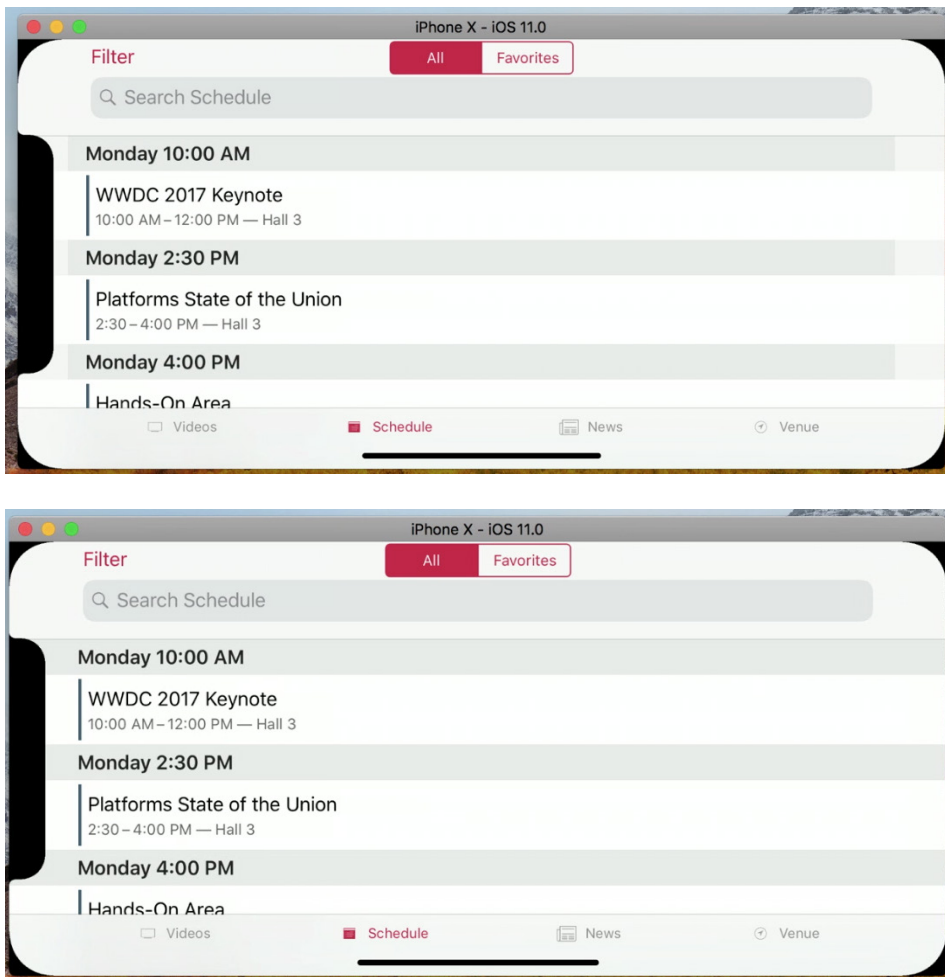 iPhone X - iOS 11.0
Filter All Favorites
Search Schedule
Monday 10:00 AM
WWDC 2017 Keynote
10:00 AM – 12:00 PM — Hall 3
Monday 2:30 PM
Platforms State of the Union
2:30 – 4:00 PM — Hall 3
Monday 4:00 PM
Hands-On Area
Videos Schedule News Venue
iPhone X - iOS 11.0
Filter All Favorites
Search Schedule
Monday 10:00 AM
WWDC 2017 Keynote
10:00 AM – 12:00 PM — Hall 3
Monday 2:30 PM
Platforms State of the Union
2:30 – 4:00 PM — Hall 3
Monday 4:00 PM
Hands-On Area
Videos Schedule News Venue